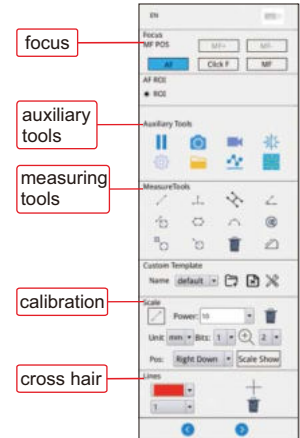 EN
Focus
focus
MF POS MF+ MF-
AF Click F MF
AF ROI
ROI
auxiliary tools
Auxiliary Tools
measuring tools
MeasureTools
Custom Template
Name default
calibration
Scale
Power: 10
Unit: mm Bits: 1 2
Pos: Right Down Scale Show
cross hair
Lines
1